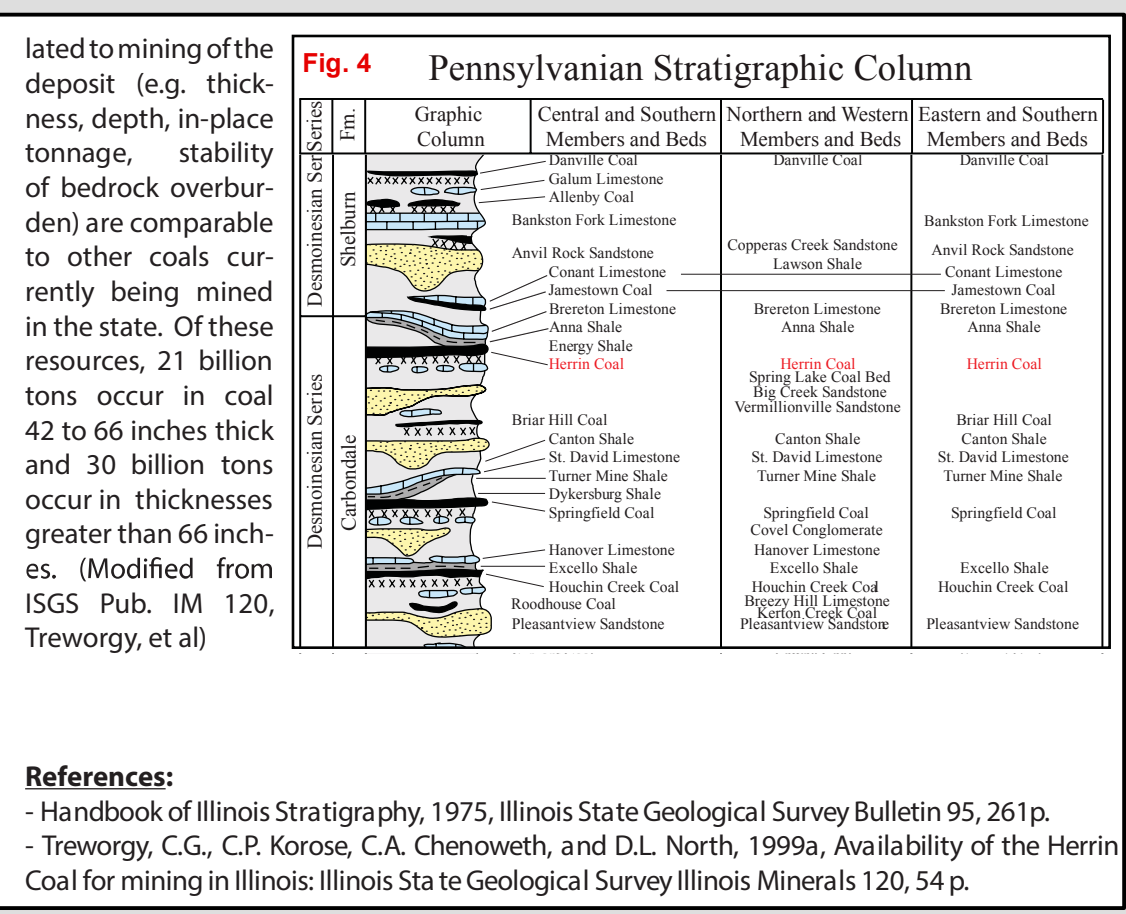 lated to mining of the
deposit (e.g. thick-
ness, depth, in-place
tonnage, stability
of bedrock overbur-
den) are comparable
to other coals cur-
rently being mined
in the state. Of these
resources, 21 billion
tons occur in coal
42 to 66 inches thick
and 30 billion tons
occur in thicknesses
greater than 66 inch-
es. (Modified from
ISGS Pub. IM 120,
Treworgy, et al)
Fig. 4 Pennsylvanian Stratigraphic Column
Series
Fm.
Graphic
Column
Central and Southern
Members and Beds
Northern and Western
Members and Beds
Eastern and Southern
Members and Beds
Desmoinesian Ser
Shelburn
Desmoinesian Series
Carbondale
Danville Coal
Galum Limestone
Allenby Coal
Bankston Fork Limestone
Anvil Rock Sandstone
Conant Limestone
Jamestown Coal
Brereton Limestone
Anna Shale
Energy Shale
Herrin Coal
Briar Hill Coal
Canton Shale
St. David Limestone
Turner Mine Shale
Dykersburg Shale
Springfield Coal
Hanover Limestone
Excello Shale
Houchin Creek Coal
Roodhouse Coal
Pleasantview Sandstone
Danville Coal
Copperas Creek Sandstone
Lawson Shale
Brereton Limestone
Anna Shale
Herrin Coal
Spring Lake Coal Bed
Big Creek Sandstone
Vermillionville Sandstone
Canton Shale
St. David Limestone
Turner Mine Shale
Springfield Coal
Covel Conglomerate
Hanover Limestone
Excello Shale
Houchin Creek Coal
Breezy Hill Limestone
Kerton Creek Coal
Pleasantview Sandstone
Danville Coal
Bankston Fork Limestone
Anvil Rock Sandstone
Conant Limestone
Jamestown Coal
Brereton Limestone
Anna Shale
Herrin Coal
Briar Hill Coal
Canton Shale
St. David Limestone
Turner Mine Shale
Springfield Coal
Excello Shale
Houchin Creek Coal
Pleasantview Sandstone
References:
- Handbook of Illinois Stratigraphy, 1975, Illinois State Geological Survey Bulletin 95, 261p.
- Treworgy, C.G., C.P. Korose, C.A. Chenoweth, and D.L. North, 1999a, Availability of the Herrin
Coal for mining in Illinois: Illinois State Geological Survey Illinois Minerals 120, 54 p.